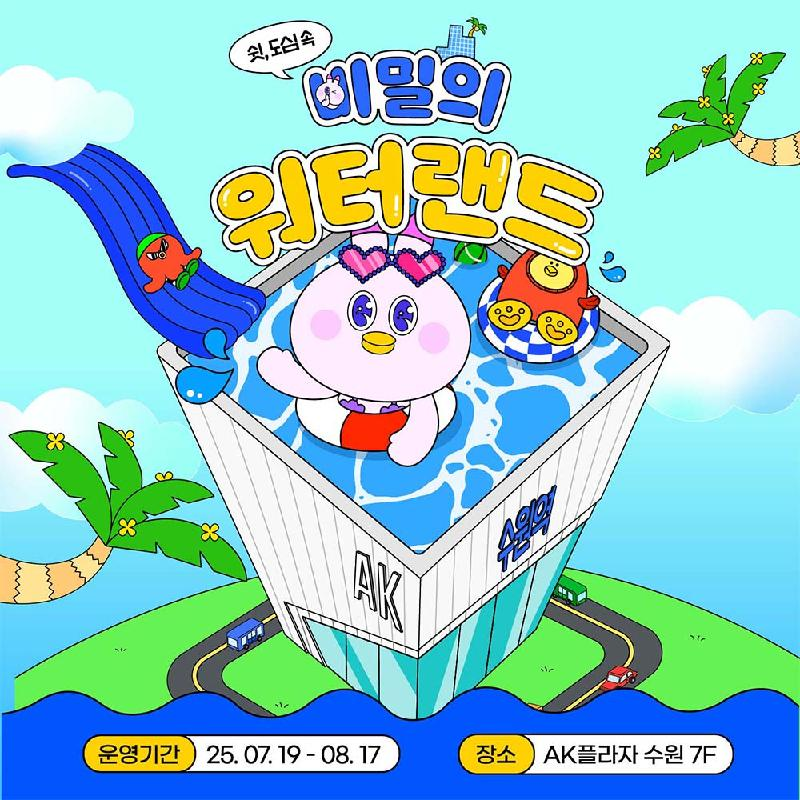 쉿, 도심 속
비밀의
워터랜드
AK
수원역
운영기간 25. 07. 19 - 08. 17
장소 AK플라자 수원 7F